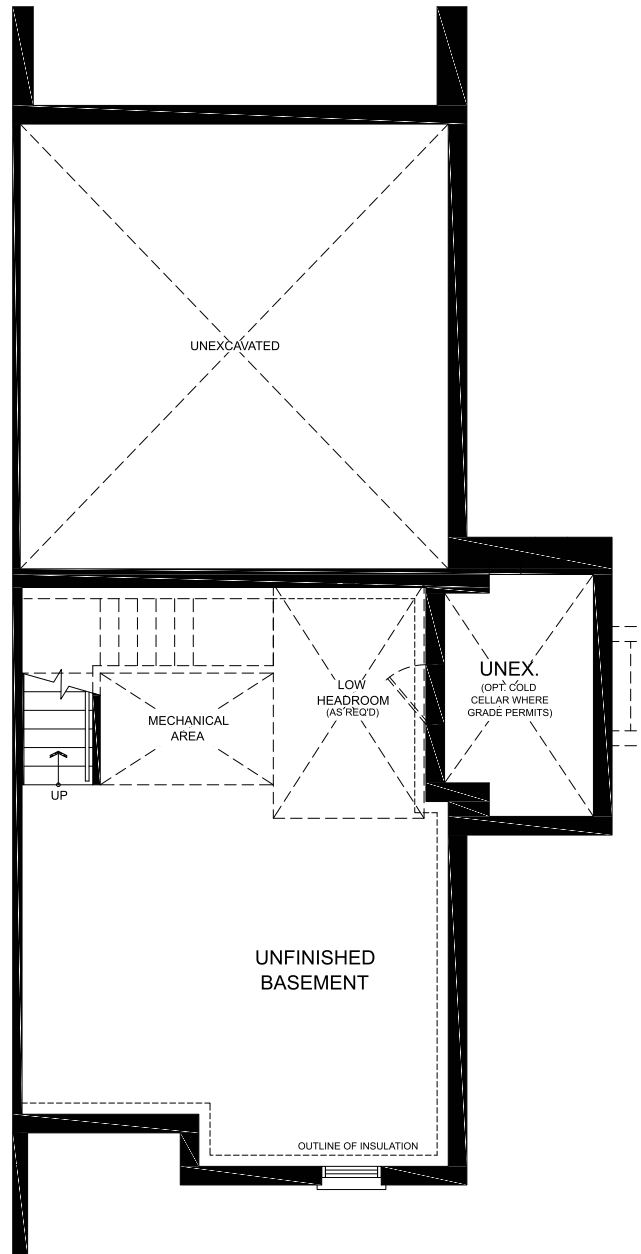 UNEXCAVATED
UNEX.
(OPT. COLD
CELLAR WHERE
GRADE PERMITS)
LOW
HEADROOM
(AS REQ'D)
MECHANICAL
AREA
UP
UNFINISHED
BASEMENT
OUTLINE OF INSULATION